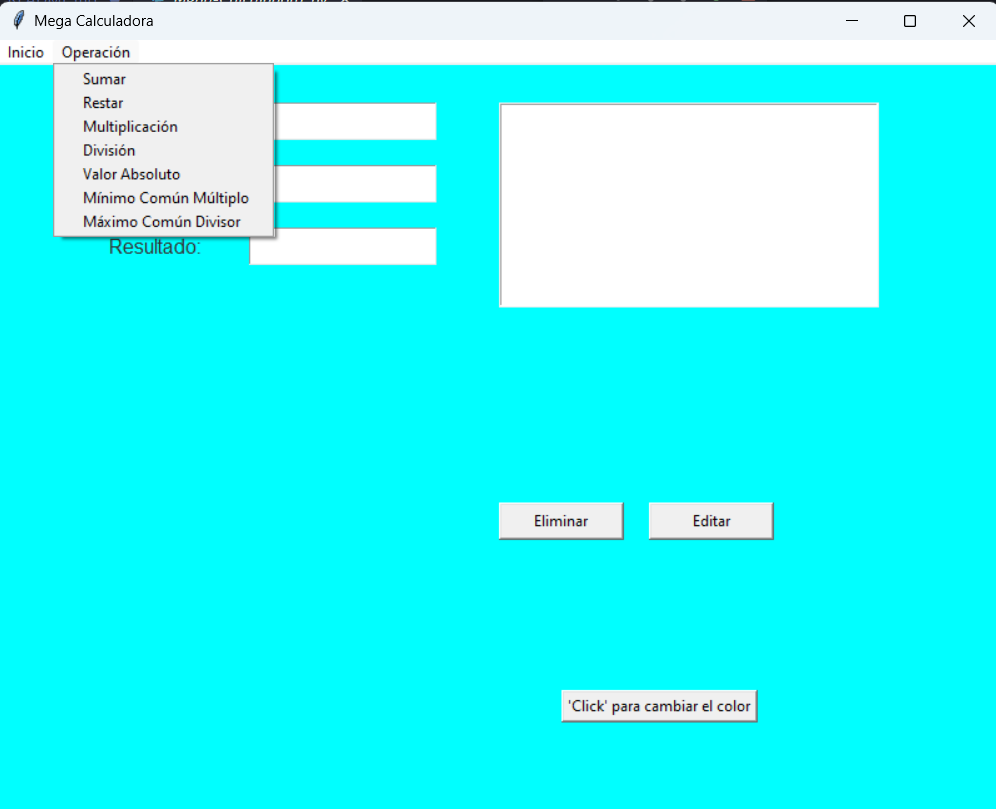 Mega Calculadora
Inicio Operación
Sumar
Restar
Multiplicación
División
Valor Absoluto
Mínimo Común Múltiplo
Máximo Común Divisor
Resultado:
Eliminar Editar
'Click' para cambiar el color